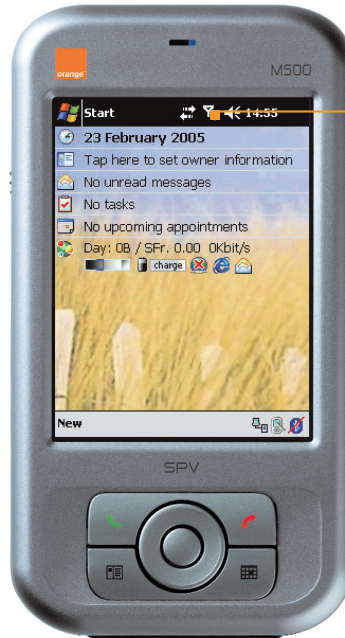 orange
M500
Start 14:55
23 February 2005
Tap here to set owner information
No unread messages
No tasks
No upcoming appointments
Day: 0B / SFr. 0.00 0Kbit/s
charge
New
SPV